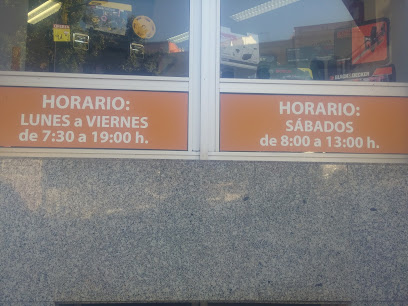 HORARIO:
LUNES a VIERNES
de 7:30 a 19:00 h.
HORARIO:
SÁBADOS
de 8:00 a 13:00 h.